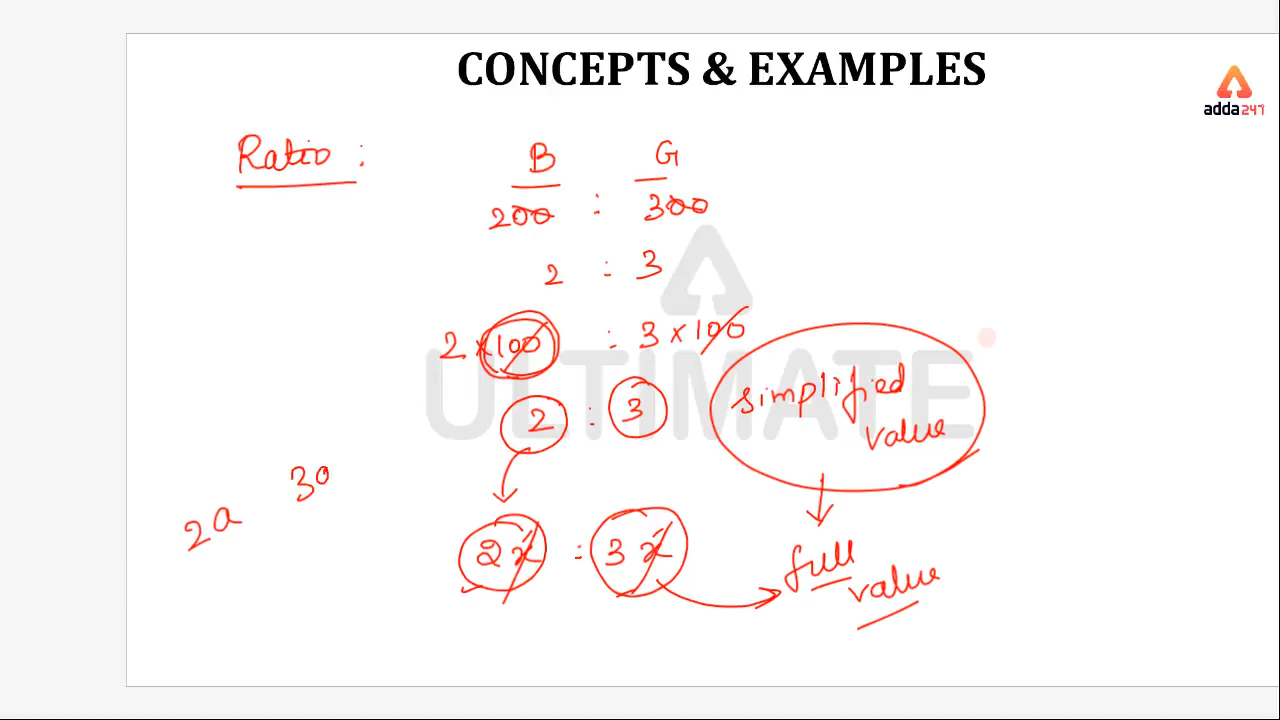 CONCEPTS & EXAMPLES
adda247
Ratio :
B G
200 : 300
2 : 3
2 × 100 : 3 × 100
ULTIMATE
simplified
value
2 : 3
2a 3a
2x : 3x
full
value